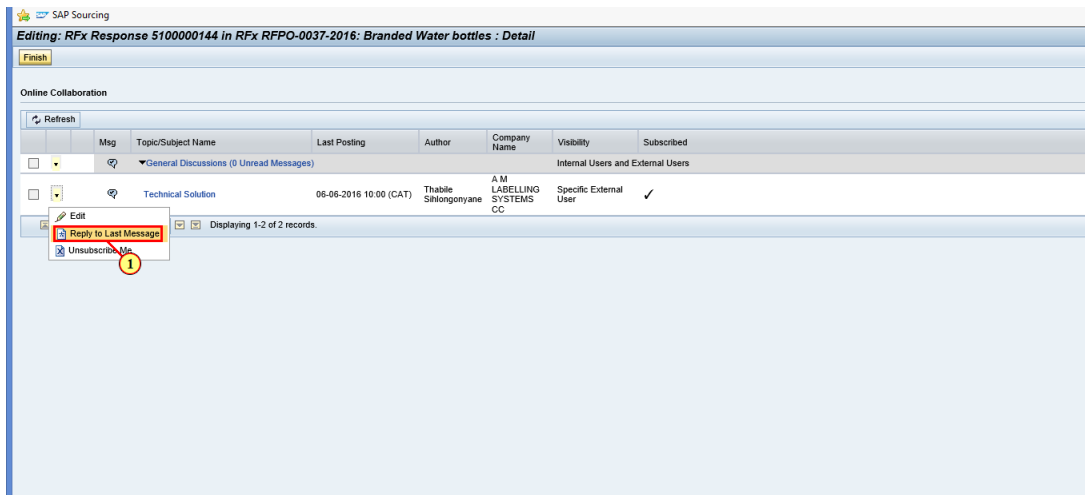 SAP Sourcing
Editing: RFx Response 5100000144 in RFx RFPO-0037-2016: Branded Water bottles : Detail
Finish
Online Collaboration
Refresh
Msg Topic/Subject Name Last Posting Author Company Name Visibility Subscribed
General Discussions (0 Unread Messages) Internal Users and External Users
Technical Solution 06-06-2016 10:00 (CAT) Thabile Sihlongonyane A M LABELLING SYSTEMS CC Specific External User
Edit
Displaying 1-2 of 2 records.
Reply to Last Message
Unsubscribe Me
1